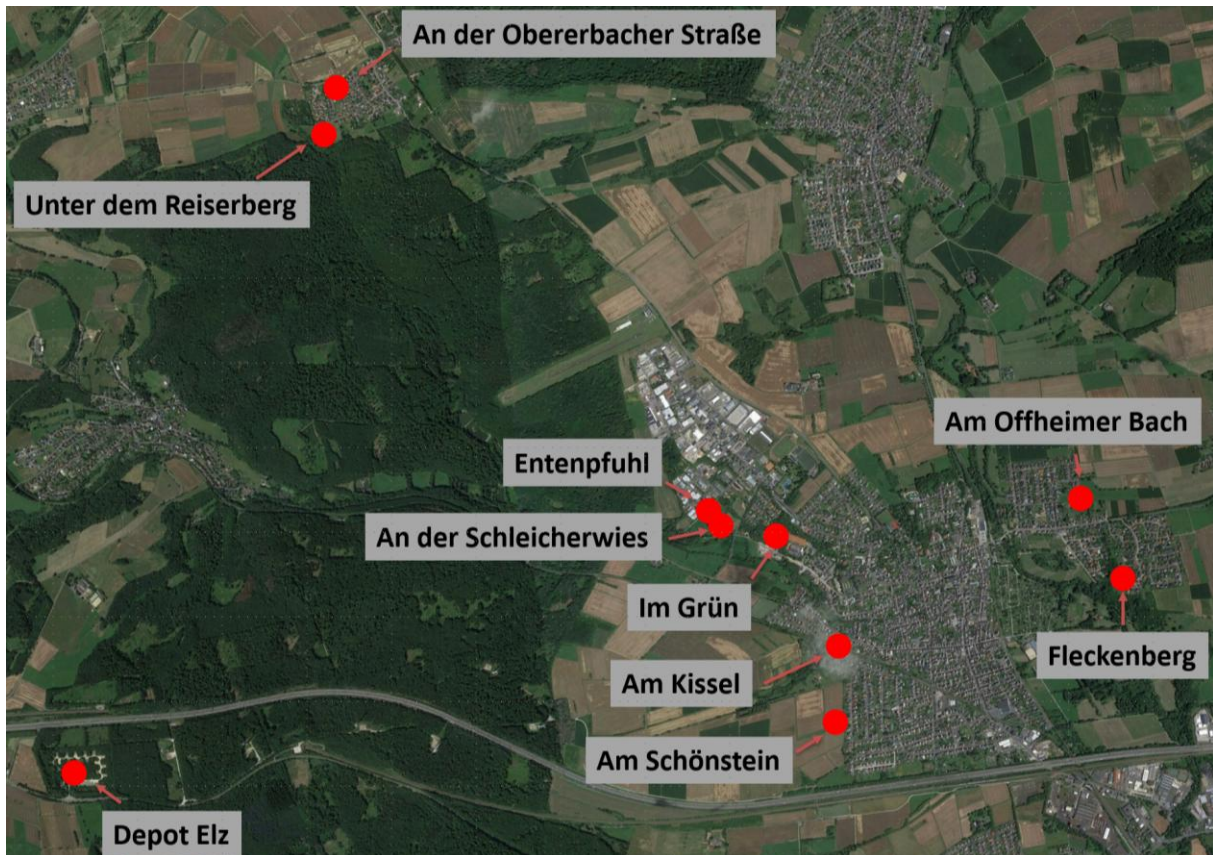 An der Obererbacher Straße
Unter dem Reiserberg
Am Offheimer Bach
Entenpfuhl
An der Schleicherwies
Im Grün
Fleckenberg
Am Kissel
Am Schönstein
Depot Elz